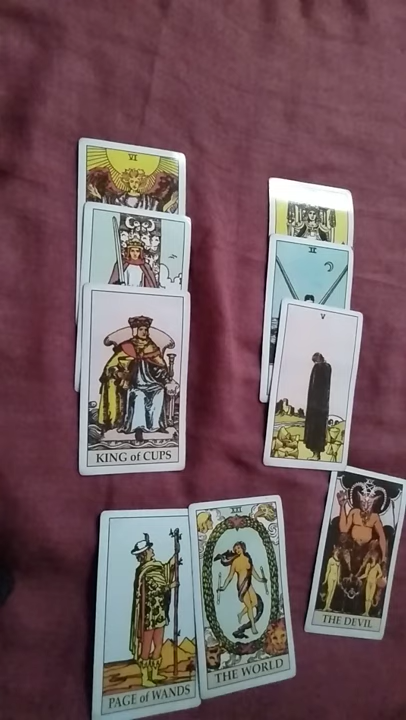 VI
KING of CUPS
II
V
PAGE of WANDS
XXI
THE WORLD
THE DEVIL